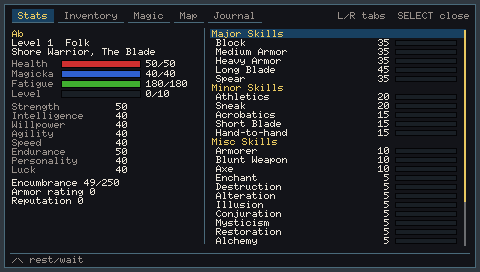 Stats Inventory Magic Map Journal L/R tabs SELECT close
Ab
Level 1 Folk
Shore Warrior, The Blade
Health 50/50
Magicka 40/40
Fatigue 180/180
Level 0/10
Strength 50
Intelligence 40
Willpower 40
Agility 40
Speed 40
Endurance 50
Personality 40
Luck 40
Encumbrance 49/250
Armor rating 0
Reputation 0
Major Skills
Block 35
Medium Armor 35
Heavy Armor 35
Long Blade 45
Spear 35
Minor Skills
Athletics 20
Sneak 20
Acrobatics 15
Short Blade 15
Hand-to-hand 15
Misc Skills
Armorer 10
Blunt Weapon 10
Axe 10
Enchant 5
Destruction 5
Alteration 5
Illusion 5
Conjuration 5
Mysticism 5
Restoration 5
Alchemy 5
/\ rest/wait